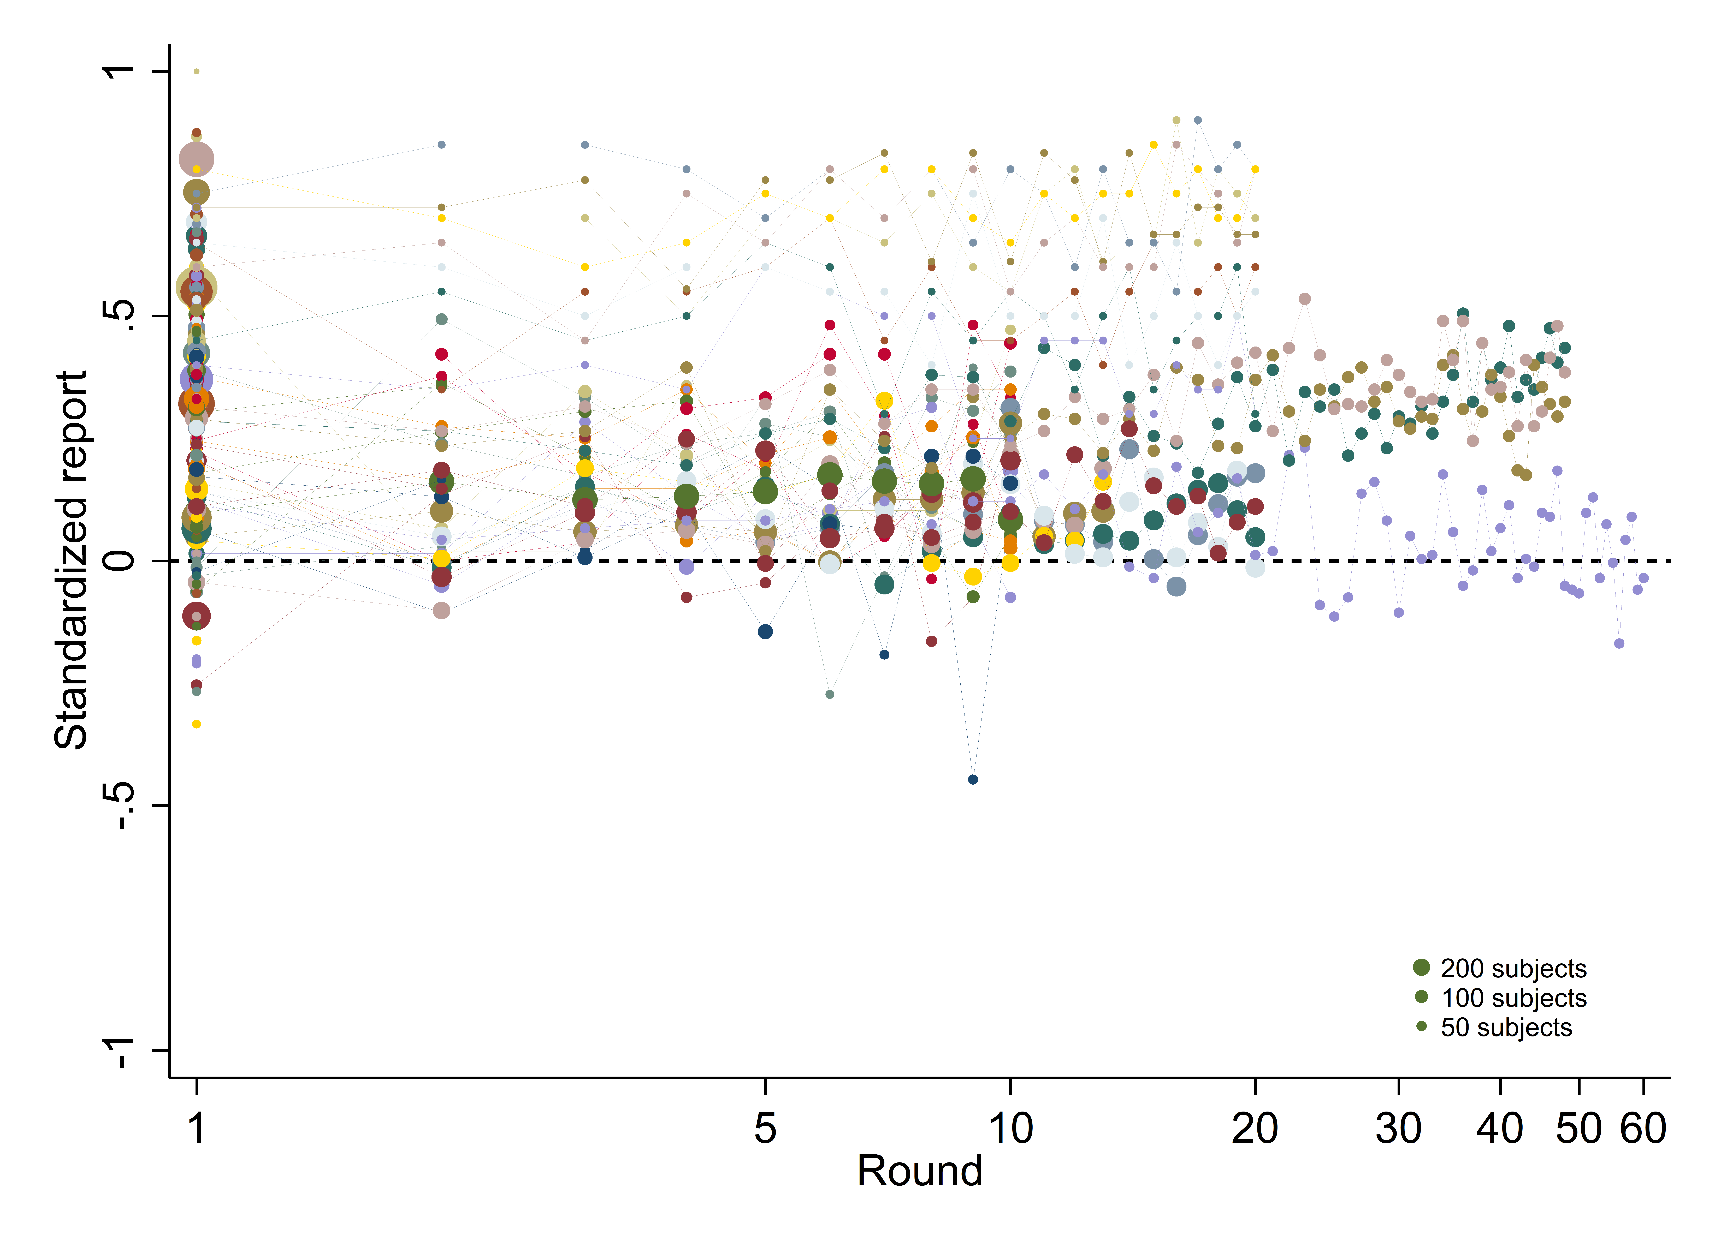 Standardized report
1
.5
0
-.5
-1
200 subjects
100 subjects
50 subjects
1 5 10 20 30 40 50 60
Round